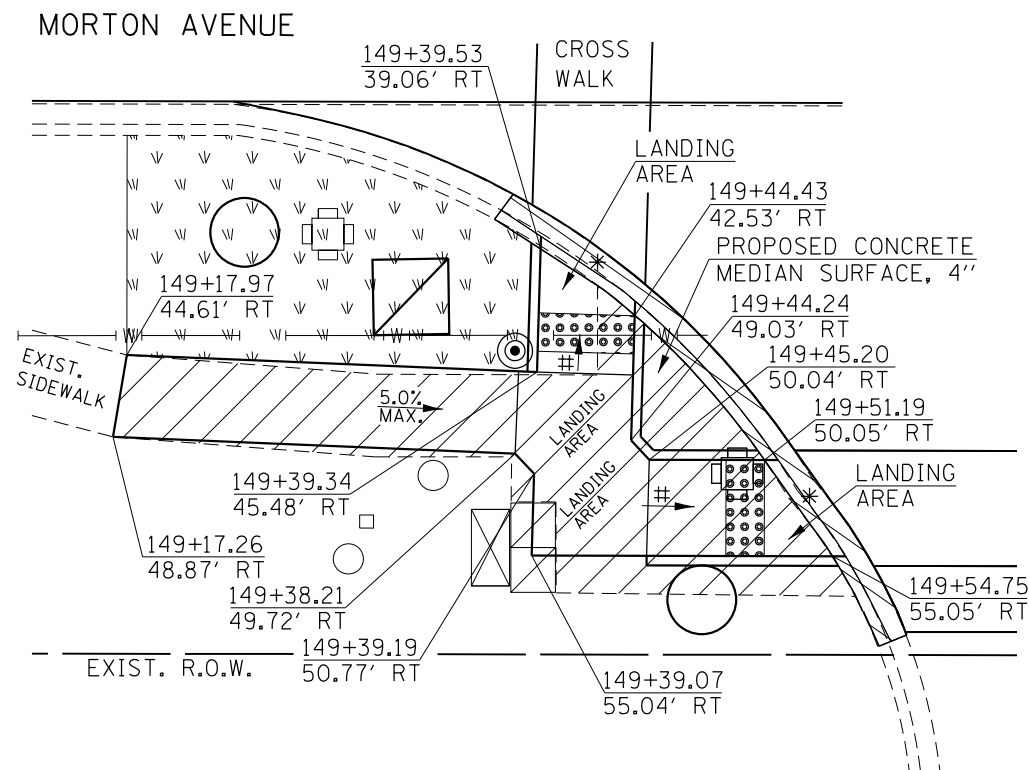 MORTON AVENUE
149+39.53
39.06' RT
CROSS
WALK
LANDING
AREA
149+44.43
42.53' RT
PROPOSED CONCRETE
MEDIAN SURFACE, 4''
149+17.97
44.61' RT
149+44.24
49.03' RT
149+45.20
50.04' RT
EXIST.
SIDEWALK
5.0%
MAX.
#
LANDING
AREA
149+51.19
50.05' RT
LANDING
AREA
149+39.34
45.48' RT
LANDING
AREA
#
149+17.26
48.87' RT
149+38.21
49.72' RT
149+54.75
55.05' RT
149+39.19
50.77' RT
EXIST. R.O.W.
149+39.07
55.04' RT